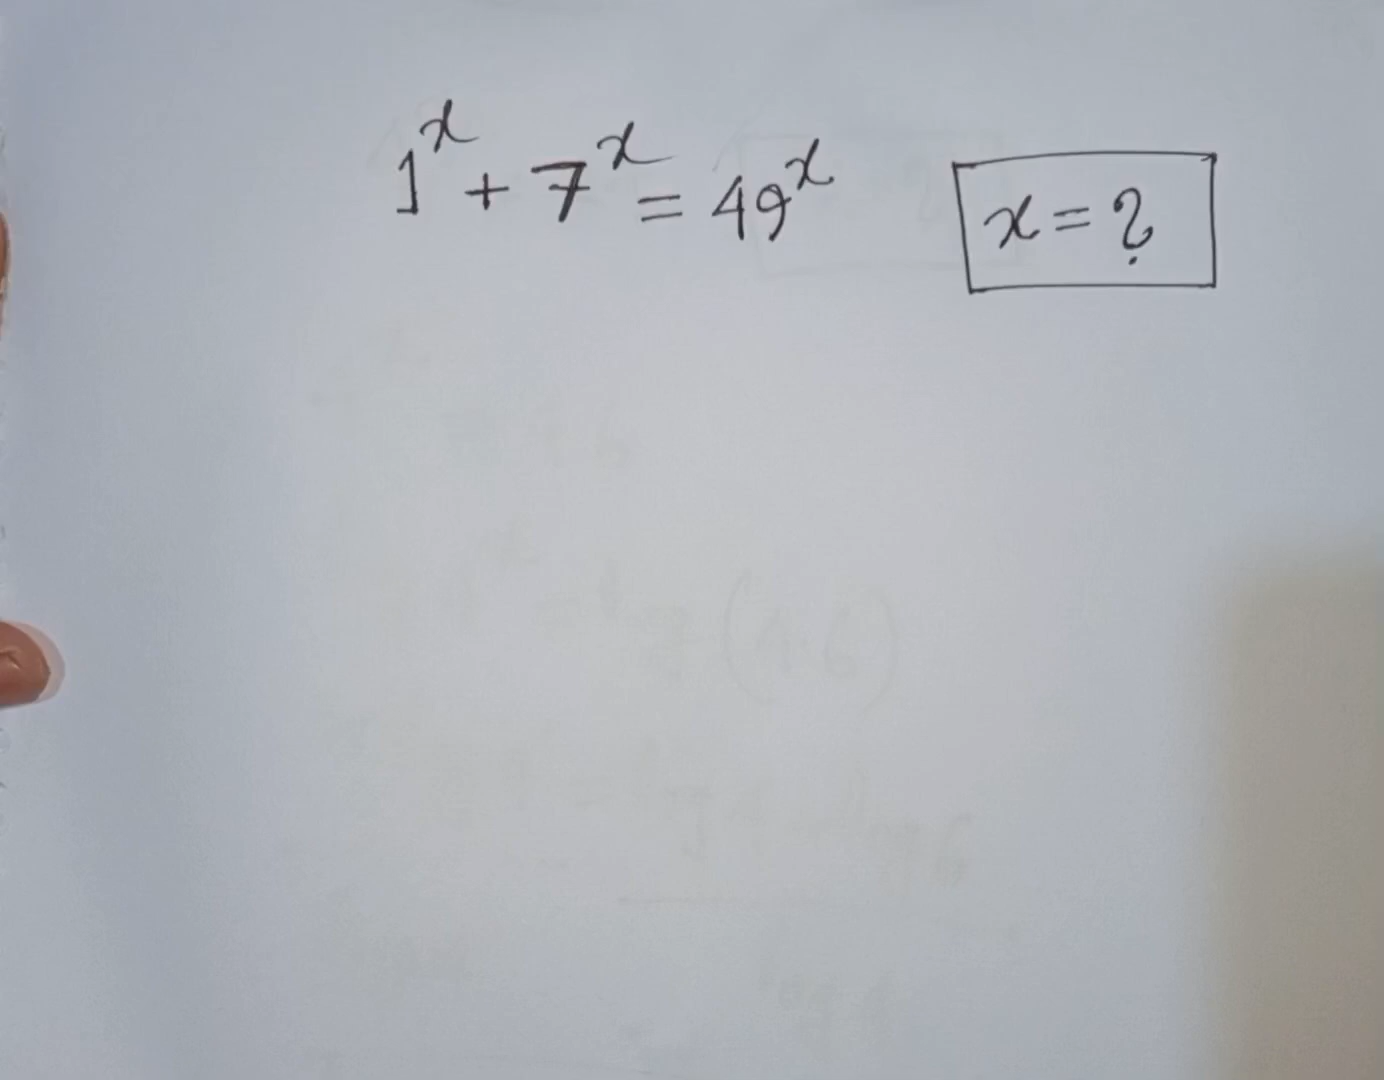 1^x + 7^x = 49^x
x = ?